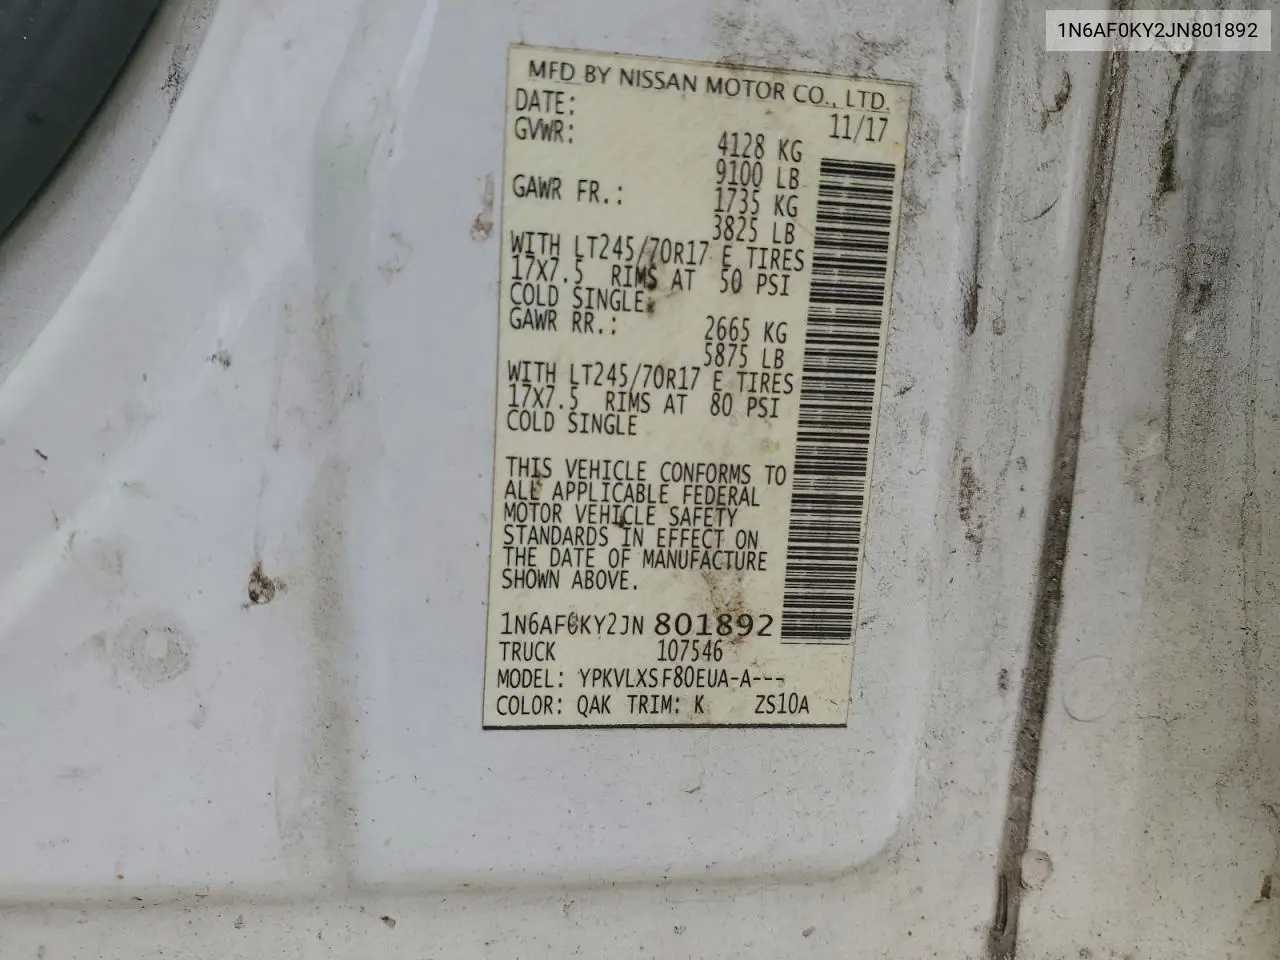 1N6AF0KY2JN801892
MFD BY NISSAN MOTOR CO., LTD.
DATE: 11/17
GVWR: 4128 KG
9100 LB
GAWR FR.: 1735 KG
3825 LB
WITH LT245/70R17 E TIRES
17X7.5 RIMS AT 50 PSI
COLD SINGLE
GAWR RR.: 2665 KG
5875 LB
WITH LT245/70R17 E TIRES
17X7.5 RIMS AT 80 PSI
COLD SINGLE
THIS VEHICLE CONFORMS TO
ALL APPLICABLE FEDERAL
MOTOR VEHICLE SAFETY
STANDARDS IN EFFECT ON
THE DATE OF MANUFACTURE
SHOWN ABOVE.
1N6AF0KY2JN 801892
TRUCK 107546
MODEL: YPKVLXSF80EUA-A---
COLOR: QAK TRIM: K ZS10A